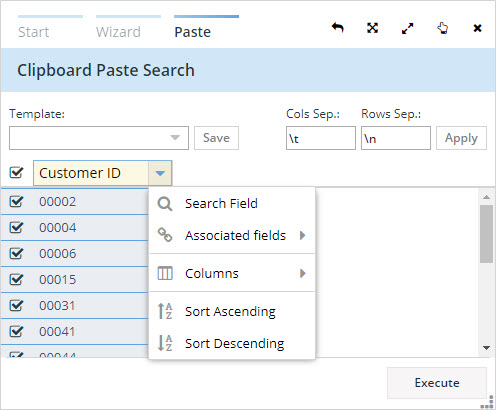 Start Wizard Paste
Clipboard Paste Search
Template: Cols Sep.: Rows Sep.:
Save \t \n Apply
Customer ID
00002 Search Field
00004 Associated fields
00006
00015 Columns
00031 Sort Ascending
00041 Sort Descending
00044
Execute